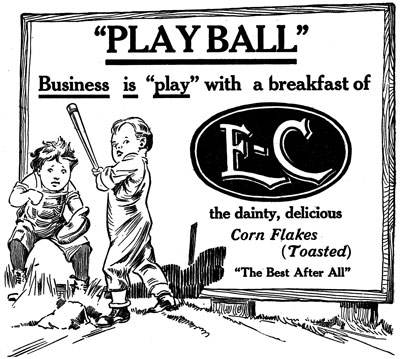 "PLAY BALL"
Business is "play" with a breakfast of
E-C
the dainty, delicious
Corn Flakes
(Toasted)
"The Best After All"